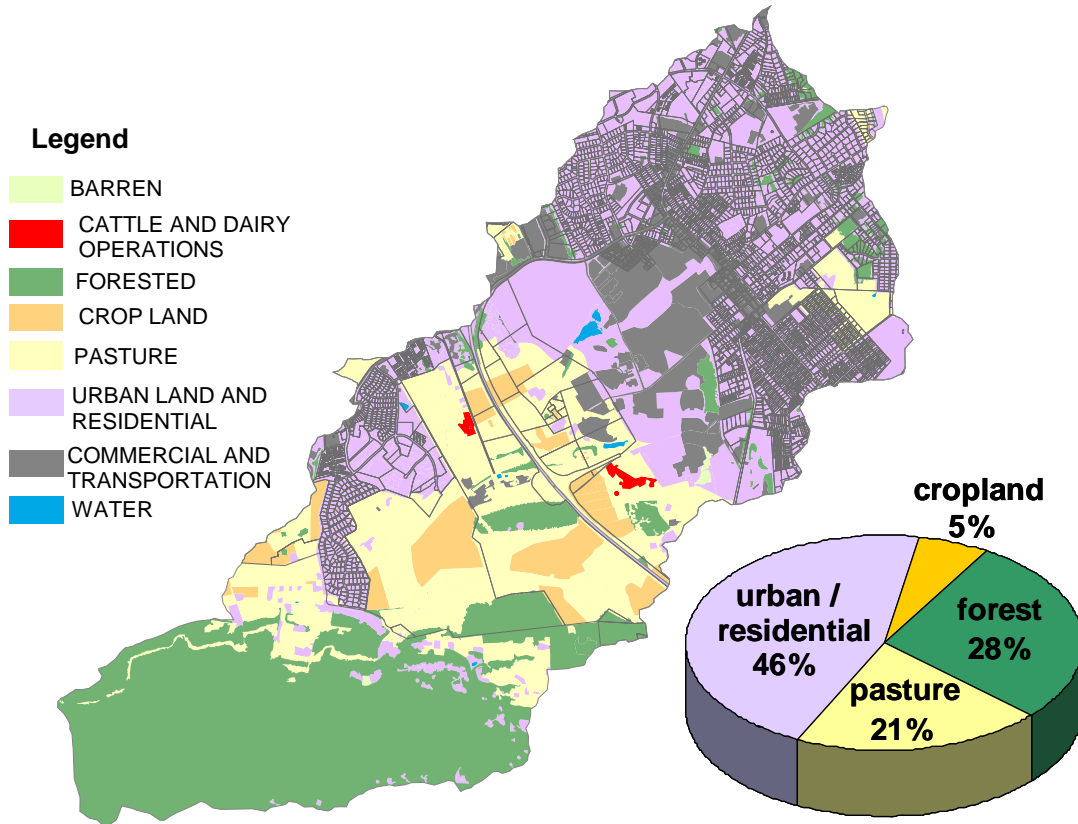 Legend
BARREN
CATTLE AND DAIRY
OPERATIONS
FORESTED
CROP LAND
PASTURE
URBAN LAND AND
RESIDENTIAL
COMMERCIAL AND
TRANSPORTATION
WATER
cropland
5%
urban /
residential
46%
forest
28%
pasture
21%